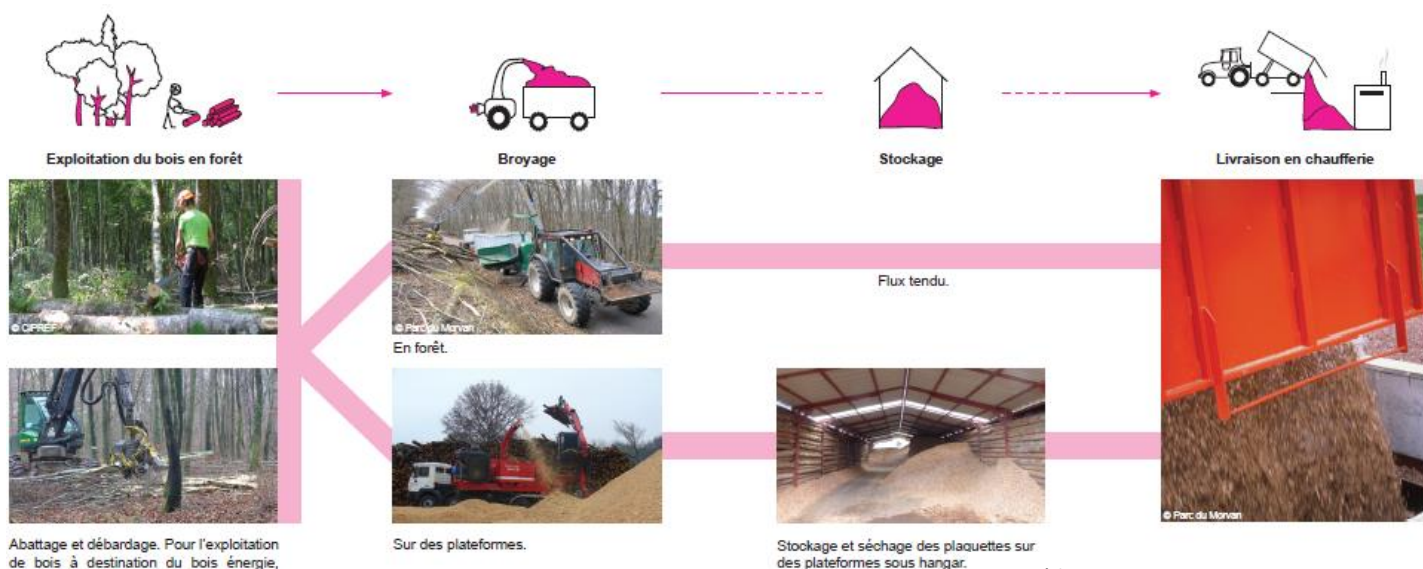 Exploitation du bois en forêt
Broyage
Stockage
Livraison en chaufferie
© CIPREF
© Parc du Morvan
En forêt.
Flux tendu.
© Parc du Morvan
Abattage et débardage. Pour l'exploitation
de bois à destination du bois énergie,
Sur des plateformes.
Stockage et séchage des plaquettes sur
des plateformes sous hangar.